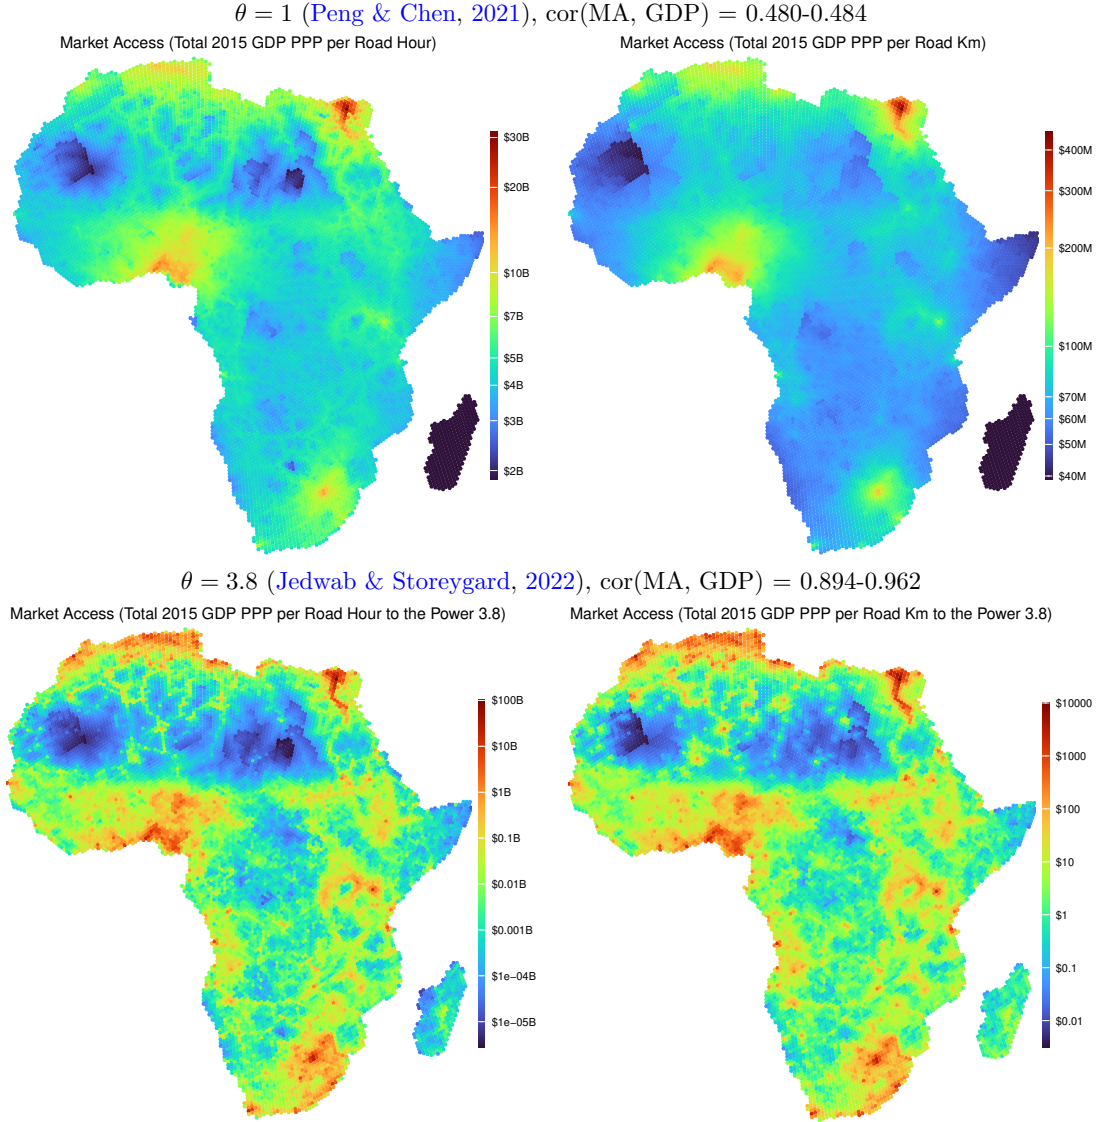 θ = 1 (Peng & Chen, 2021), cor(MA, GDP) = 0.480-0.484
Market Access (Total 2015 GDP PPP per Road Hour)
$30B
$20B
$10B
$7B
$5B
$4B
$3B
$2B
Market Access (Total 2015 GDP PPP per Road Km)
$400M
$300M
$200M
$100M
$70M
$60M
$50M
$40M
θ = 3.8 (Jedwab & Storeygard, 2022), cor(MA, GDP) = 0.894-0.962
Market Access (Total 2015 GDP PPP per Road Hour to the Power 3.8)
$100B
$10B
$1B
$0.1B
$0.01B
$0.001B
$1e−04B
$1e−05B
Market Access (Total 2015 GDP PPP per Road Km to the Power 3.8)
$10000
$1000
$100
$10
$1
$0.1
$0.01